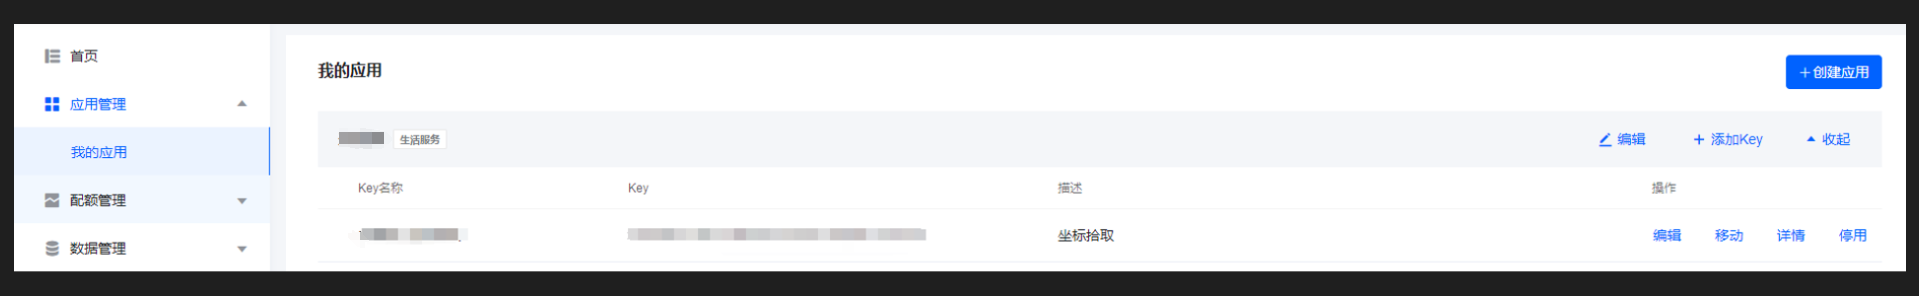 首页
应用管理
我的应用
配额管理
数据管理
我的应用
+创建应用
生活服务
编辑
+ 添加Key
收起
Key名称 Key 描述 操作
坐标拾取 编辑 移动 详情 停用